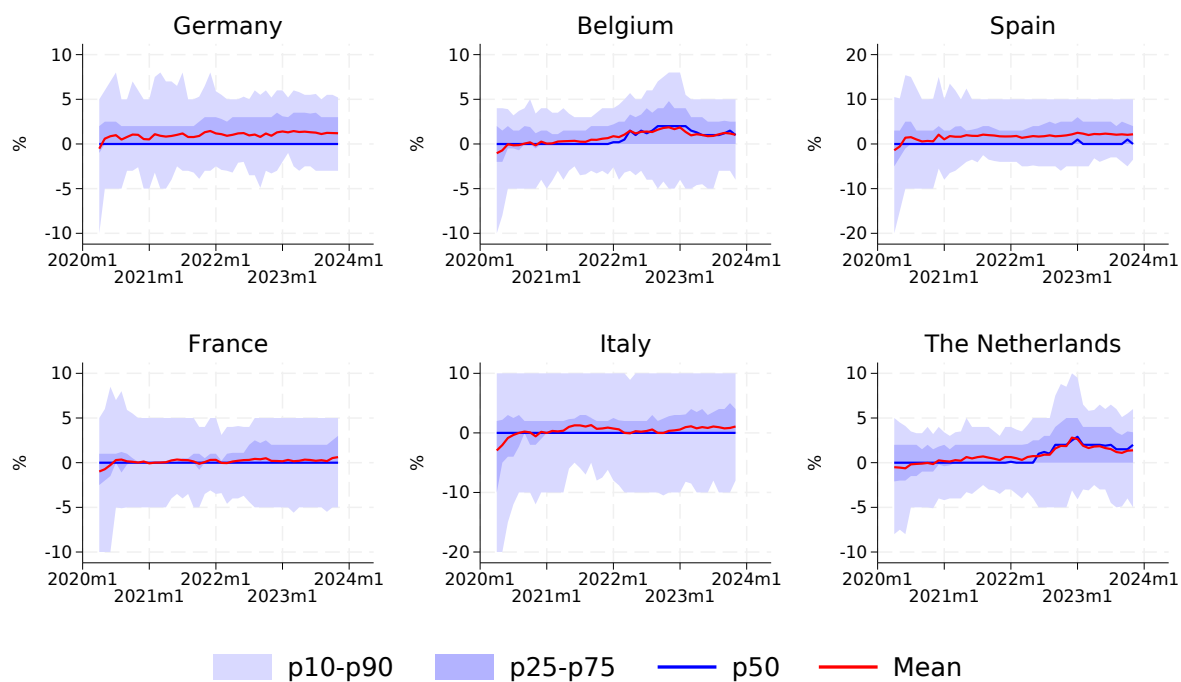 Germany
10
5
0
-5
-10
%
2020m1
2021m1
2022m1
2023m1
2024m1
Belgium
10
5
0
-5
-10
%
2020m1
2021m1
2022m1
2023m1
2024m1
Spain
20
10
0
-10
-20
%
2020m1
2021m1
2022m1
2023m1
2024m1
France
10
5
0
-5
-10
%
2020m1
2021m1
2022m1
2023m1
2024m1
Italy
10
0
-10
-20
%
2020m1
2021m1
2022m1
2023m1
2024m1
The Netherlands
10
5
0
-5
-10
%
2020m1
2021m1
2022m1
2023m1
2024m1
p10-p90 p25-p75 p50 Mean